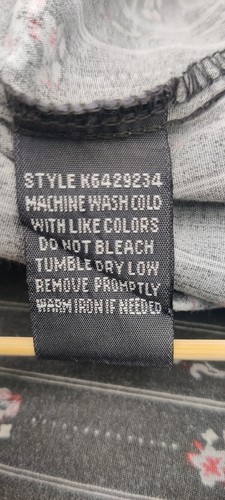 STYLE K6429234
MACHINE WASH COLD
WITH LIKE COLORS
DO NOT BLEACH
TUMBLE DRY LOW
REMOVE PROMPTLY
WARM IRON IF NEEDED